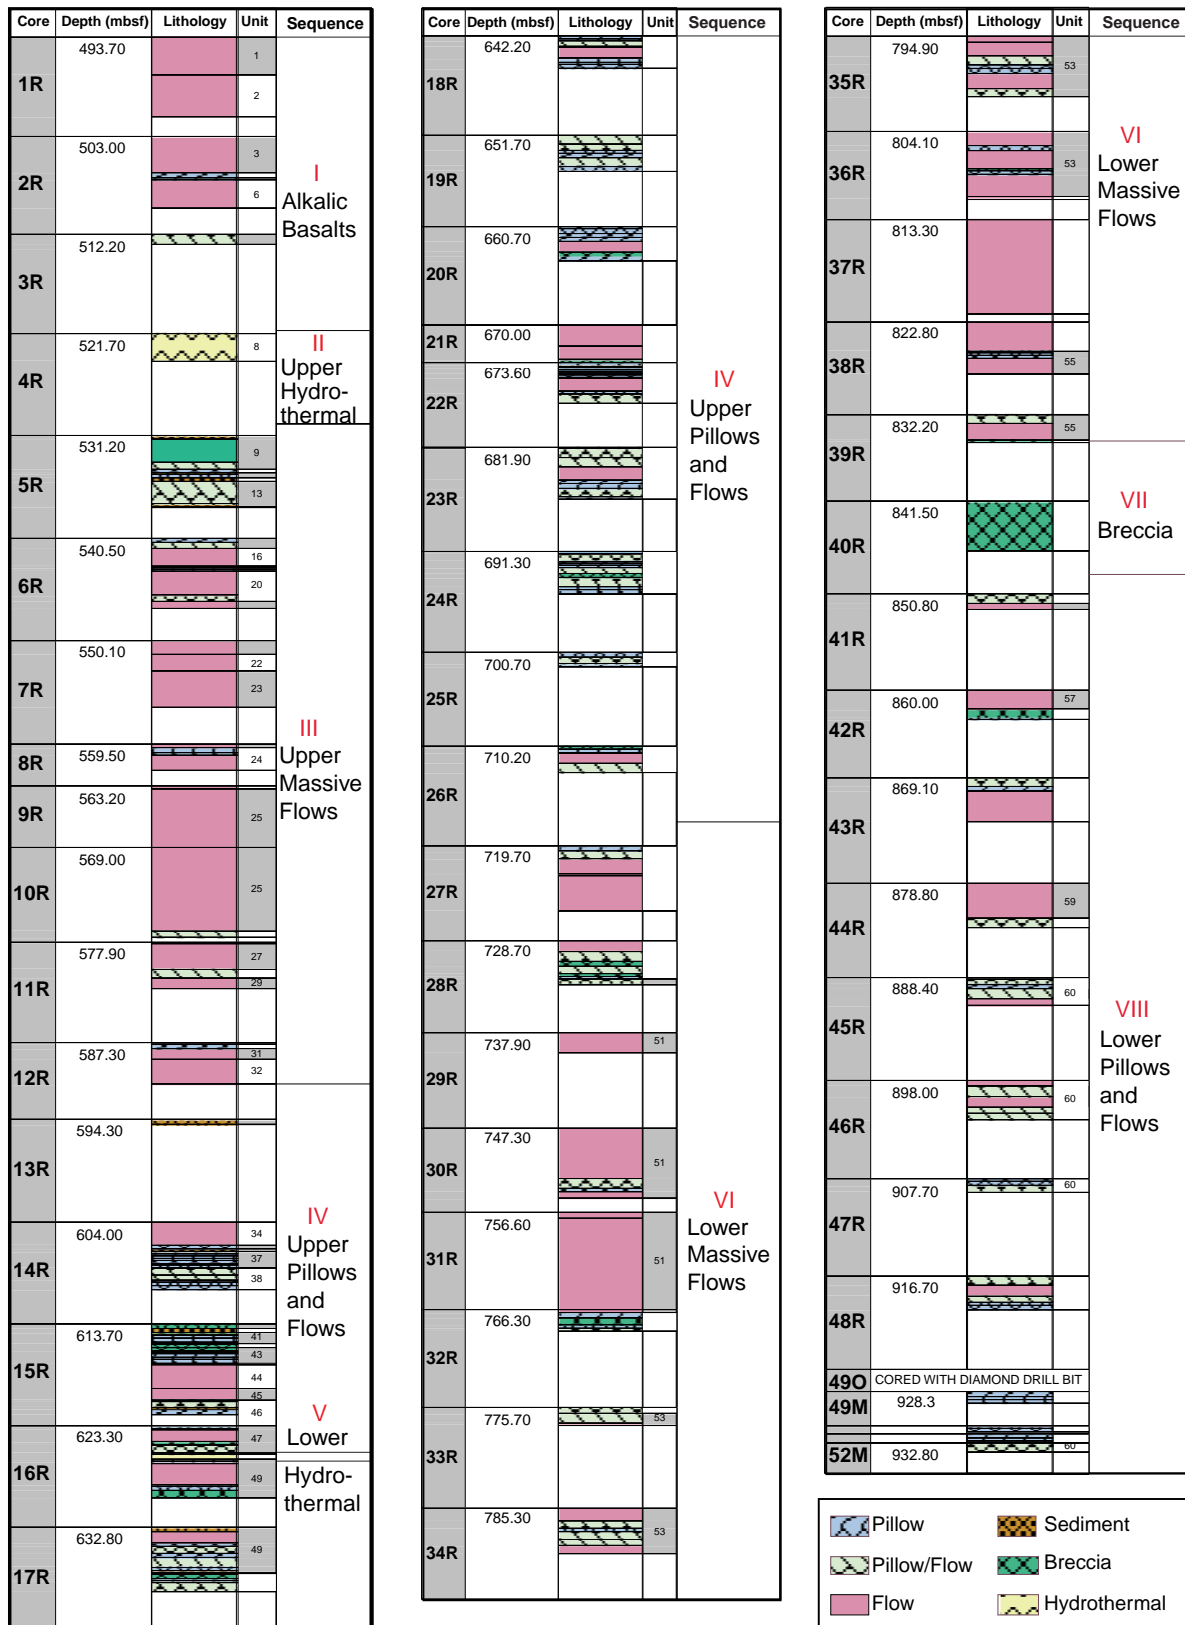 Core Depth (mbsf) Lithology Unit Sequence
1R 493.70 1
2
2R 503.00 3
6
I
Alkalic
Basalts
3R 512.20
4R 521.70 8
II
Upper
Hydro-
thermal
5R 531.20 9
13
6R 540.50 16
20
7R 550.10 22
23
8R 559.50 24
III
Upper
Massive
Flows
9R 563.20 25
10R 569.00 25
11R 577.90 27
29
12R 587.30 31
32
13R 594.30
14R 604.00 34
37
38
IV
Upper
Pillows
and
Flows
15R 613.70 41
43
44
45
46
V
Lower
Hydro-
thermal
16R 623.30 47
49
17R 632.80 49
Core Depth (mbsf) Lithology Unit Sequence
18R 642.20
19R 651.70
20R 660.70
21R 670.00
22R 673.60
IV
Upper
Pillows
and
Flows
23R 681.90
24R 691.30
25R 700.70
26R 710.20
27R 719.70
28R 728.70
29R 737.90 51
30R 747.30 51
31R 756.60 51
VI
Lower
Massive
Flows
32R 766.30
33R 775.70 53
34R 785.30 53
Core Depth (mbsf) Lithology Unit Sequence
35R 794.90 53
36R 804.10 53
VI
Lower
Massive
Flows
37R 813.30
38R 822.80 55
39R 832.20 55
40R 841.50
VII
Breccia
41R 850.80
42R 860.00 57
43R 869.10
44R 878.80 59
45R 888.40 60
46R 898.00 60
VIII
Lower
Pillows
and
Flows
47R 907.70 60
48R 916.70
49O CORED WITH DIAMOND DRILL BIT
49M 928.3
52M 932.80 60
Pillow
Sediment
Pillow/Flow
Breccia
Flow
Hydrothermal